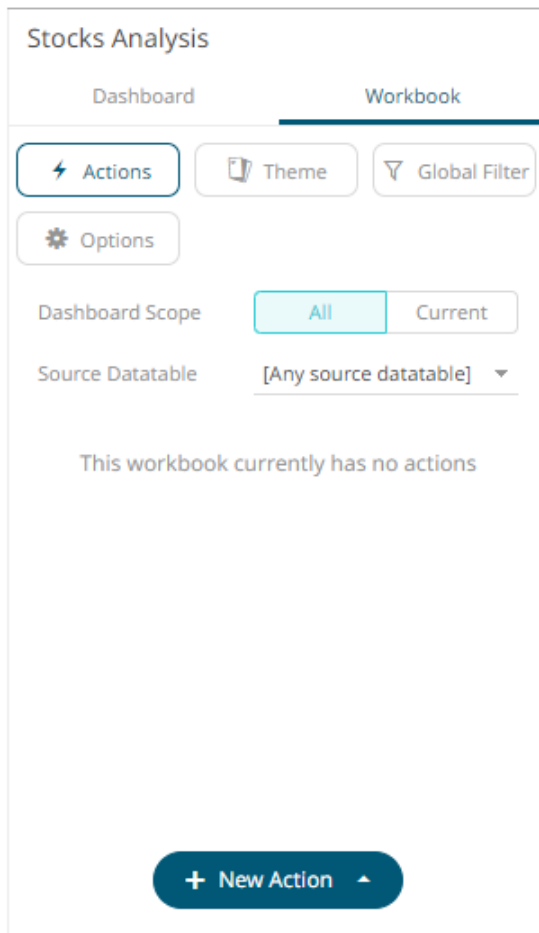 Stocks Analysis
Dashboard Workbook
Actions Theme Global Filter
Options
Dashboard Scope All Current
Source Datatable [Any source datatable]
This workbook currently has no actions
+ New Action